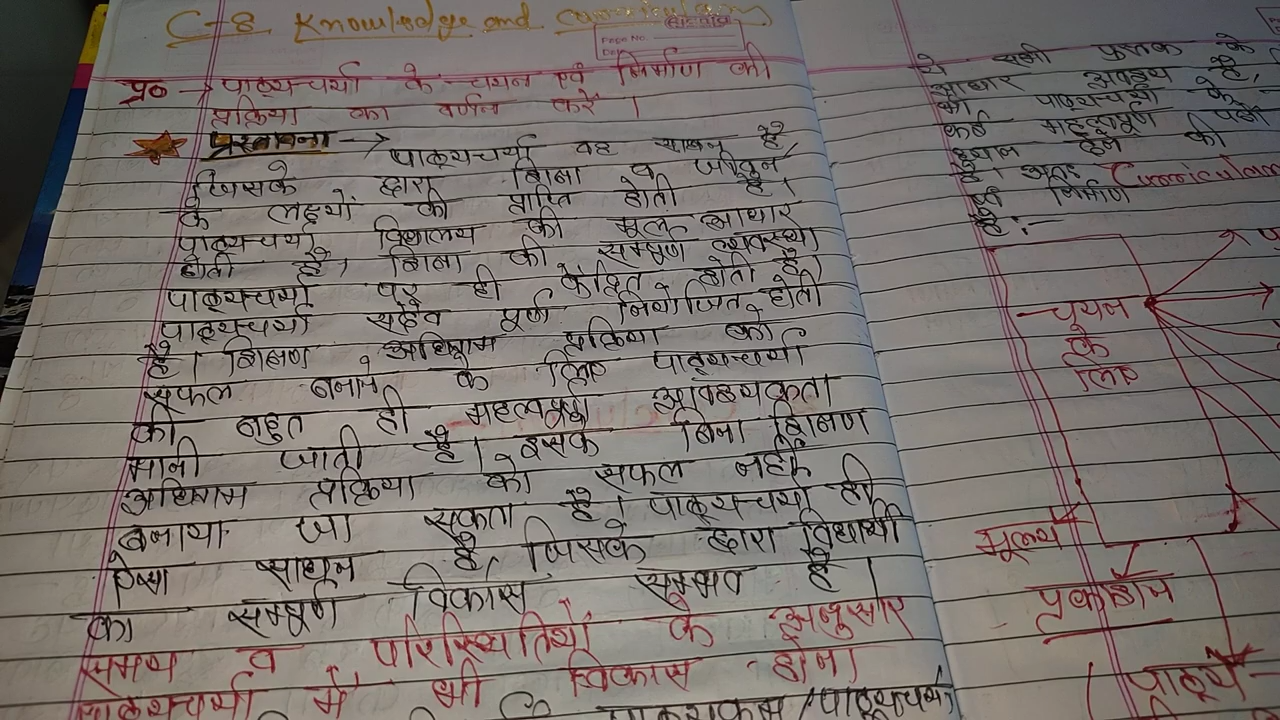 C-8 Knowledge and curriculum
Page No.
प्र० → पाठ्यचर्या के चयन एवं निर्माण की
प्रक्रिया का वर्णन करें ।
प्रस्तावना → पाठ्यचर्या वह साधन है
जिसके द्वारा शिक्षा व जीवन
के लक्ष्यों की प्राप्ति होती है।
पाठ्यचर्या विद्यालय की मूल आधार
होती है, शिक्षा की सम्पूर्ण व्यवस्था
पाठ्यचर्या पर ही केंद्रित होती है।
पाठ्यचर्या सदैव पूर्ण नियोजित होती
है। शिक्षण अधिगम प्रक्रिया को
सफल बनाने के लिए पाठ्यचर्या
की बहुत ही महत्वपूर्ण आवश्यकता
मानी जाती है। इसके बिना शिक्षण
अधिगम प्रक्रिया को सफल नहीं
बनाया जा सकता है। पाठ्यचर्या ही
ऐसा साधन है, जिसके द्वारा विद्यार्थी
का सम्पूर्ण विकास सम्भव है ।
समय व परिस्थितियों के अनुसार
पाठ्यचर्या में भी विकास होना
पाठ्यक्रम/पाठ्यचर्या
ये सभी पुस्तक के
आधार अवश्य है,
की पाठ्यचर्या के
कई महत्वपूर्ण पक्षों
ध्यान देने की
है। अतः Curriculum
निर्माण
है:-
चयन
के
लिए
मूल्य
प्रकाशन
पाठ्य-